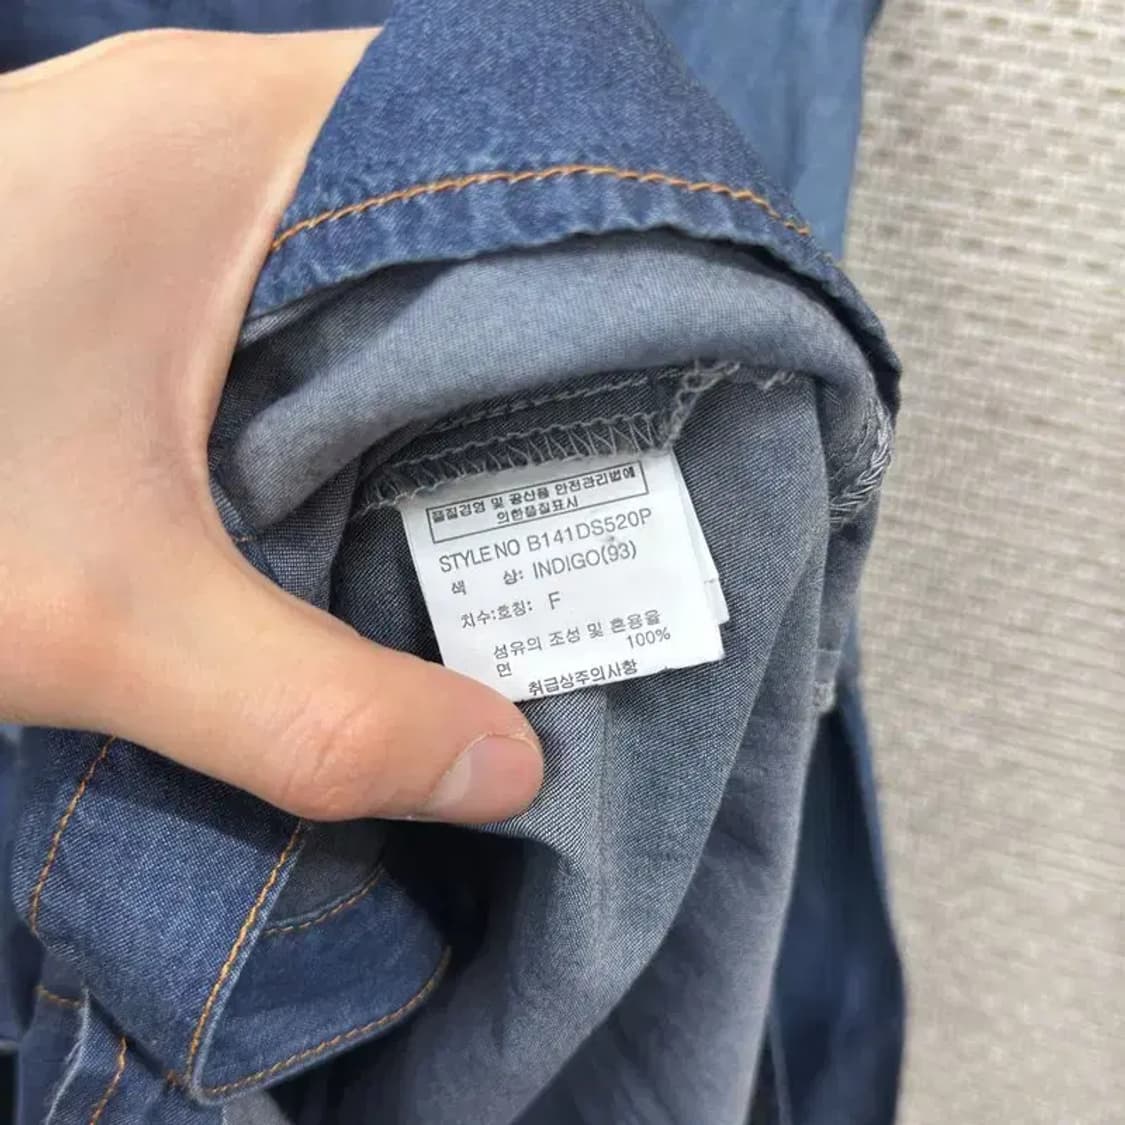 품질경영 및 공산품 안전관리법에
의한품질표시
STYLE NO B141DS520P
색 상: INDIGO(93)
치수:호칭: F
섬유의 조성 및 혼용율
면 100%
취급상주의사항